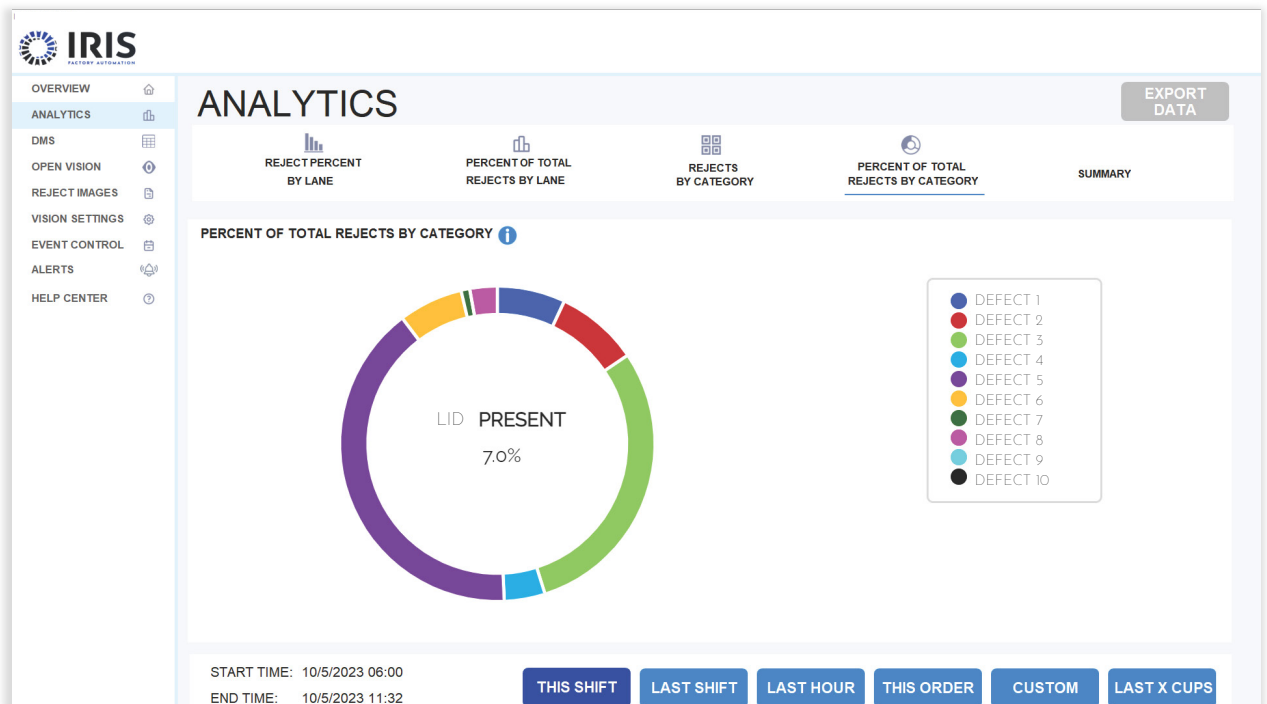 IRIS
FACTORY AUTOMATION
OVERVIEW
ANALYTICS
DMS
OPEN VISION
REJECT IMAGES
VISION SETTINGS
EVENT CONTROL
ALERTS
HELP CENTER
ANALYTICS
EXPORT
DATA
REJECT PERCENT
BY LANE
PERCENT OF TOTAL
REJECTS BY LANE
REJECTS
BY CATEGORY
PERCENT OF TOTAL
REJECTS BY CATEGORY
SUMMARY
PERCENT OF TOTAL REJECTS BY CATEGORY
LID PRESENT
7.0%
DEFECT 1
DEFECT 2
DEFECT 3
DEFECT 4
DEFECT 5
DEFECT 6
DEFECT 7
DEFECT 8
DEFECT 9
DEFECT 10
START TIME: 10/5/2023 06:00
END TIME: 10/5/2023 11:32
THIS SHIFT
LAST SHIFT
LAST HOUR
THIS ORDER
CUSTOM
LAST X CUPS